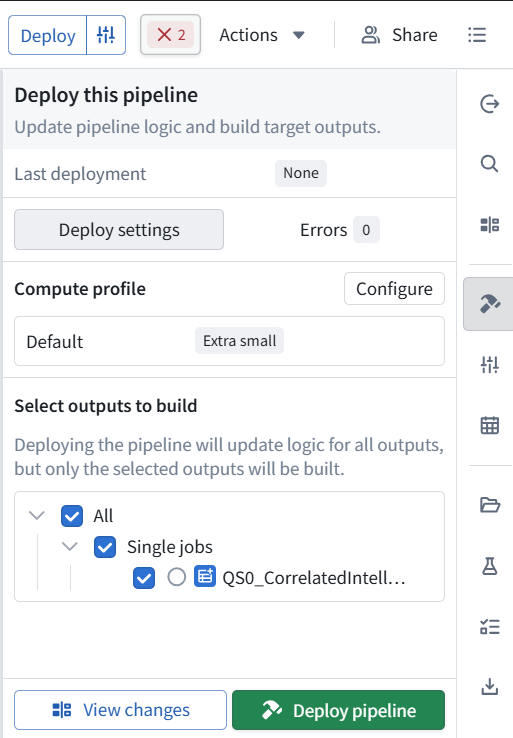 Deploy
2
Actions
Share
Deploy this pipeline
Update pipeline logic and build target outputs.
Last deployment None
Deploy settings Errors 0
Compute profile Configure
Default Extra small
Select outputs to build
Deploying the pipeline will update logic for all outputs,
but only the selected outputs will be built.
All
Single jobs
QS0_CorrelatedIntell...
View changes Deploy pipeline